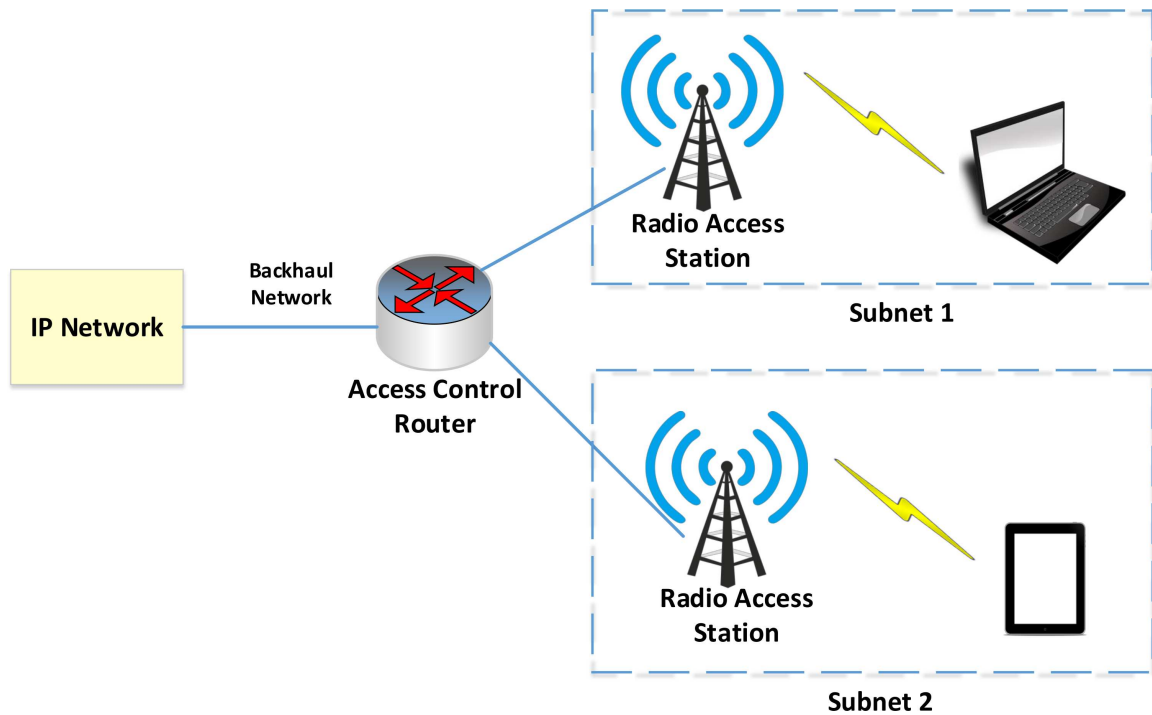 Radio Access
Station
Subnet 1
Backhaul
Network
IP Network
Access Control
Router
Radio Access
Station
Subnet 2